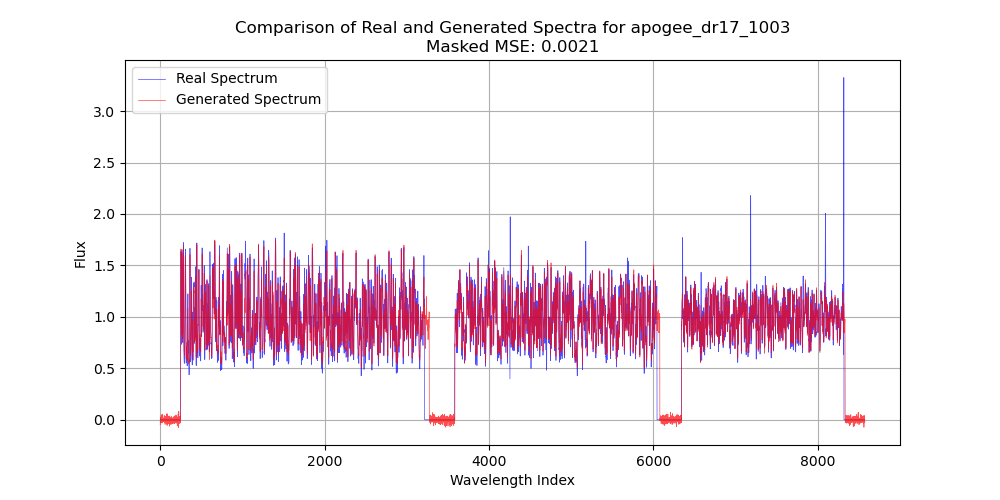 Comparison of Real and Generated Spectra for apogee_dr17_1003
Masked MSE: 0.0021
Real Spectrum
Generated Spectrum
Flux
3.0
2.5
2.0
1.5
1.0
0.5
0.0
0 2000 4000 6000 8000
Wavelength Index